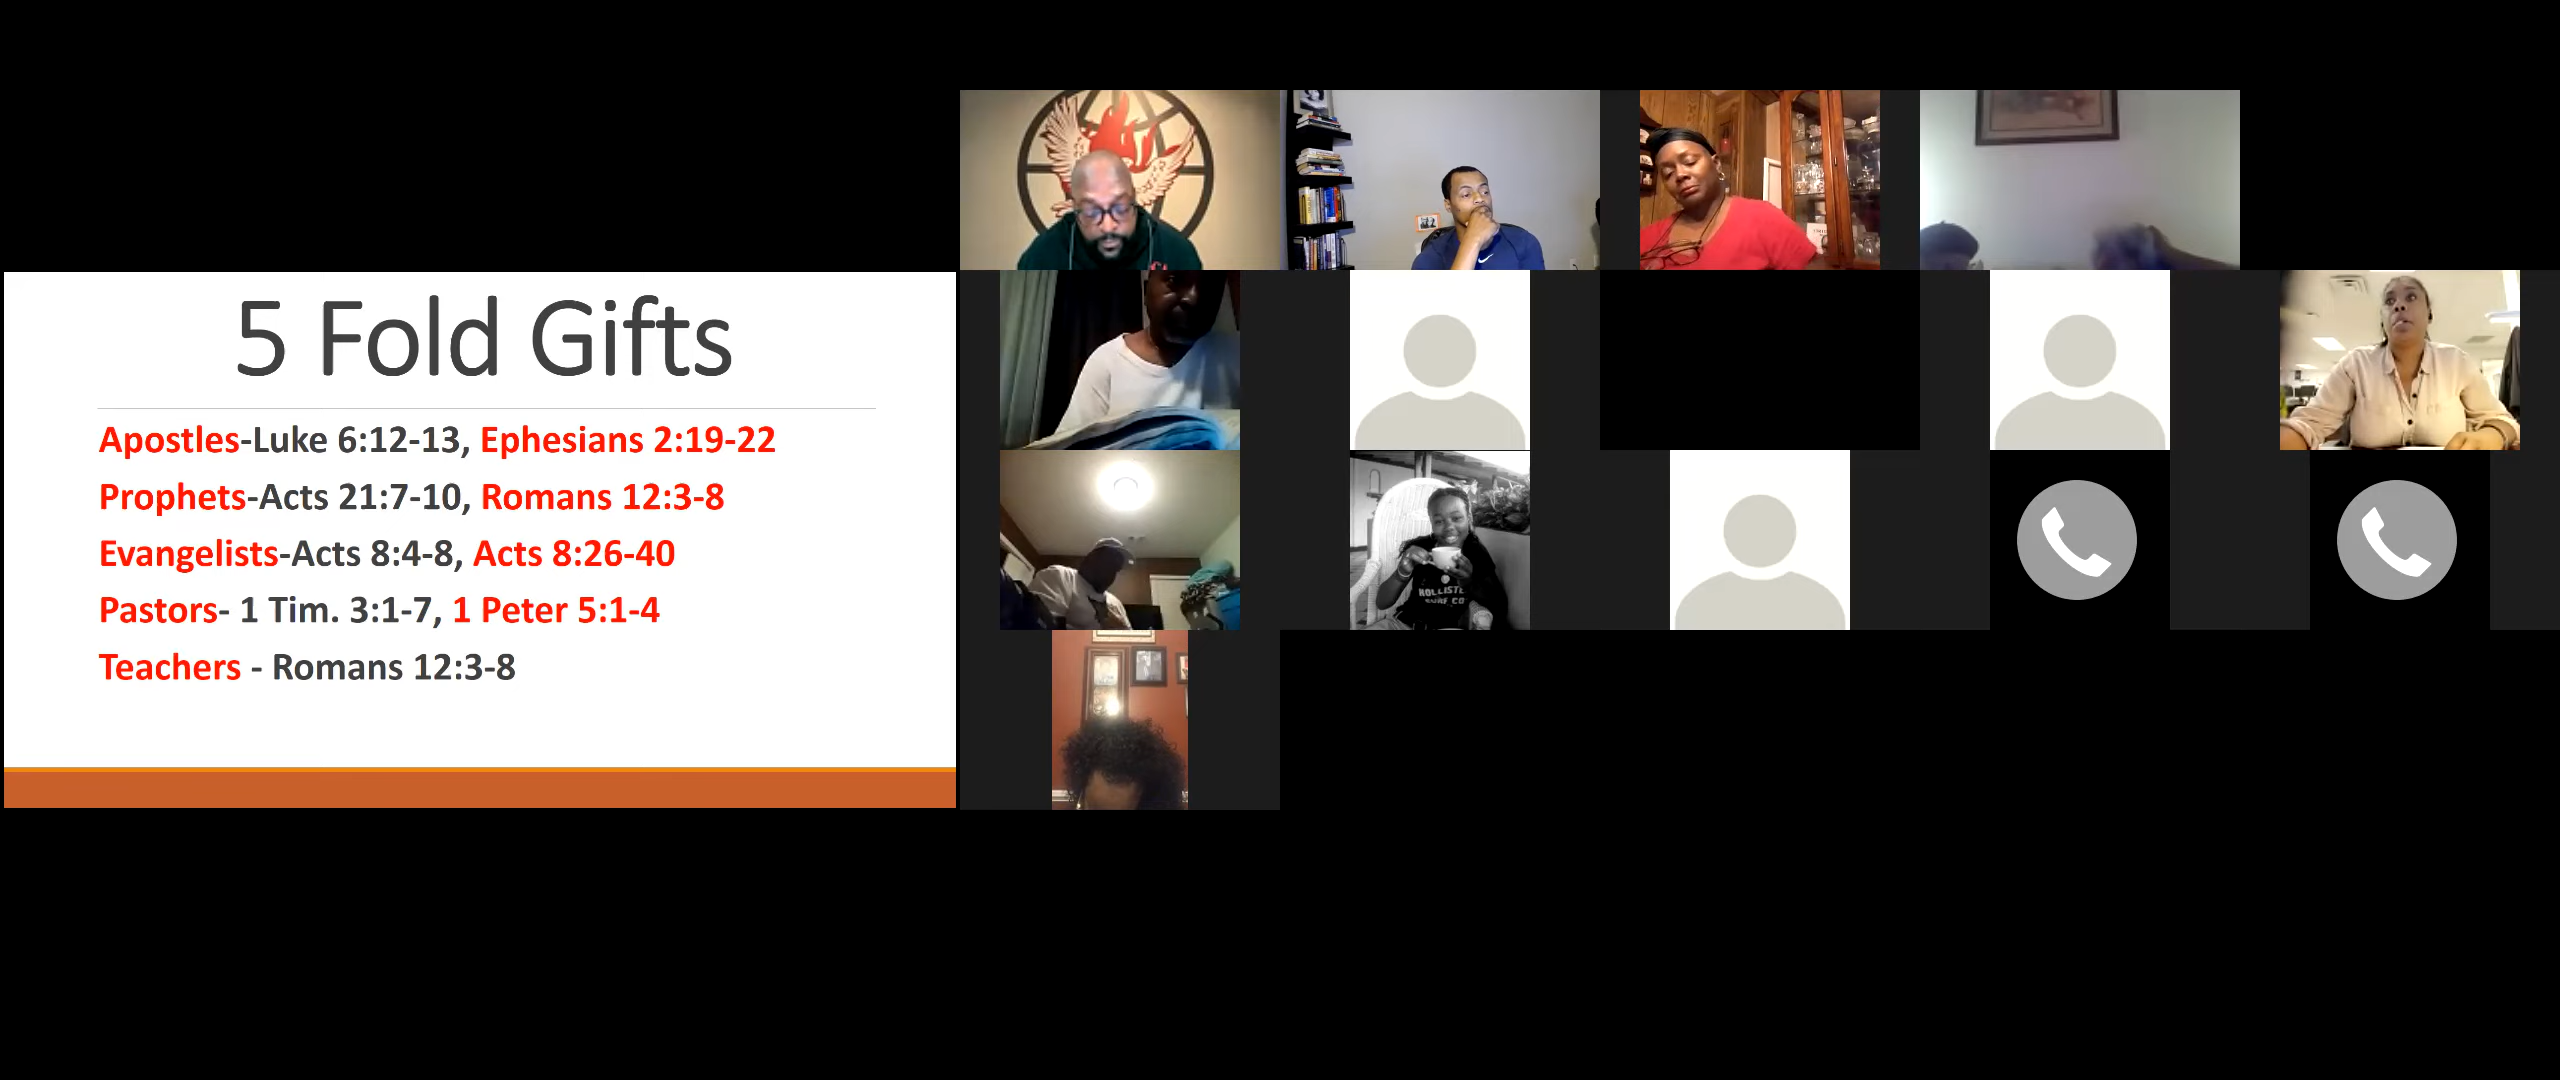 5 Fold Gifts
Apostles-Luke 6:12-13, Ephesians 2:19-22
Prophets-Acts 21:7-10, Romans 12:3-8
Evangelists-Acts 8:4-8, Acts 8:26-40
Pastors- 1 Tim. 3:1-7, 1 Peter 5:1-4
Teachers - Romans 12:3-8